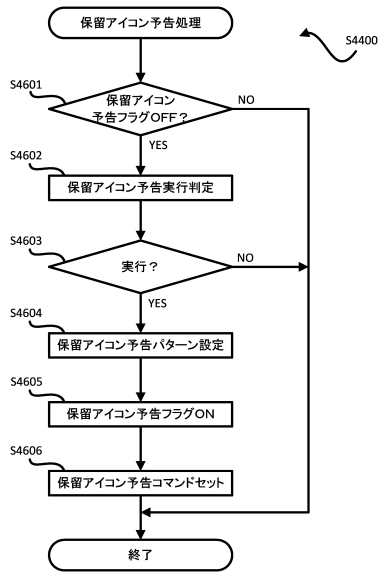 保留アイコン予告処理
S4400
S4601
保留アイコン
予告フラグOFF?
NO
YES
S4602
保留アイコン予告実行判定
S4603
実行?
NO
YES
S4604
保留アイコン予告パターン設定
S4605
保留アイコン予告フラグON
S4606
保留アイコン予告コマンドセット
終了